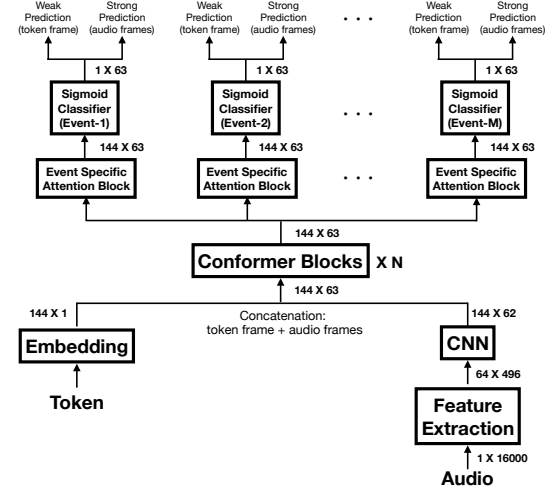 Weak Prediction (token frame)
Strong Prediction (audio frames)
Weak Prediction (token frame)
Strong Prediction (audio frames)
. . .
Weak Prediction (token frame)
Strong Prediction (audio frames)
1 X 63
1 X 63
1 X 63
Sigmoid Classifier (Event-1)
Sigmoid Classifier (Event-2)
. . .
Sigmoid Classifier (Event-M)
144 X 63
144 X 63
144 X 63
Event Specific Attention Block
Event Specific Attention Block
. . .
Event Specific Attention Block
144 X 63
Conformer Blocks
X N
144 X 63
144 X 1
Concatenation:
token frame + audio frames
144 X 62
Embedding
CNN
64 X 496
Token
Feature
Extraction
1 X 16000
Audio